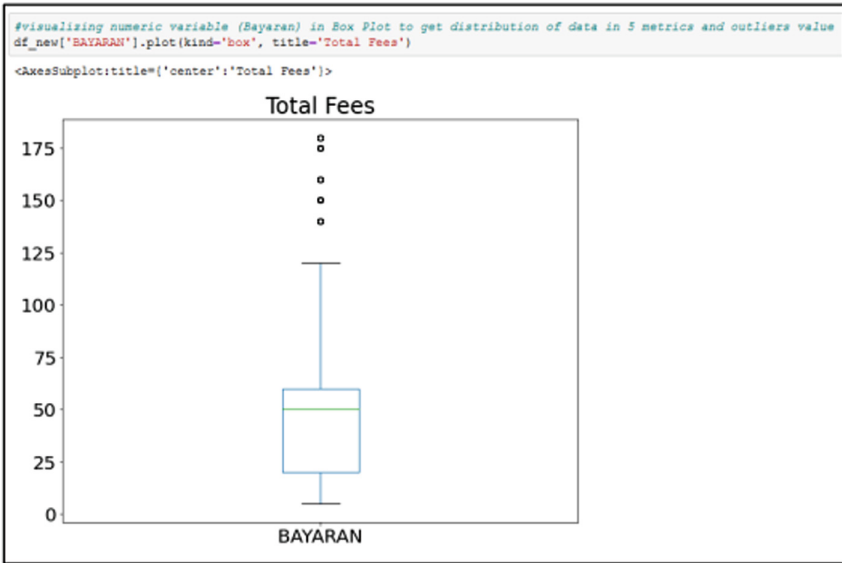 #visualizing numeric variable (Bayaran) in Box Plot to get distribution of data in 5 metrics and outliers value
df_new['BAYARAN'].plot(kind='box', title='Total Fees')
<AxesSubplot:title={'center':'Total Fees'}>
Total Fees
175
150
125
100
75
50
25
0
BAYARAN